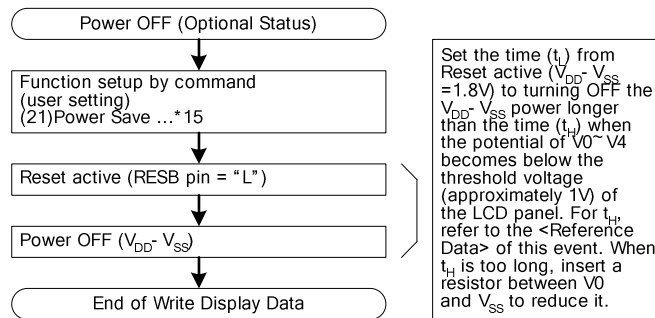 Power OFF (Optional Status)
Function setup by command
(user setting)
(21)Power Save ...*15
Reset active (RESB pin = “L”)
Power OFF (VDD- VSS)
End of Write Display Data
Set the time (tL) from
Reset active (VDD- VSS
=1.8V) to turning OFF the
VDD- VSS power longer
than the time (tH) when
the potential of V0~ V4
becomes below the
threshold voltage
(approximately 1V) of
the LCD panel. For tH,
refer to the <Reference
Data> of this event. When
tH is too long, insert a
resistor between V0
and VSS to reduce it.